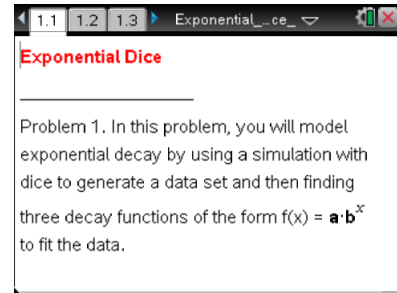 1.1 1.2 1.3 Exponential_...ce_
Exponential Dice
Problem 1. In this problem, you will model
exponential decay by using a simulation with
dice to generate a data set and then finding
three decay functions of the form f(x) = a·bˣ
to fit the data.